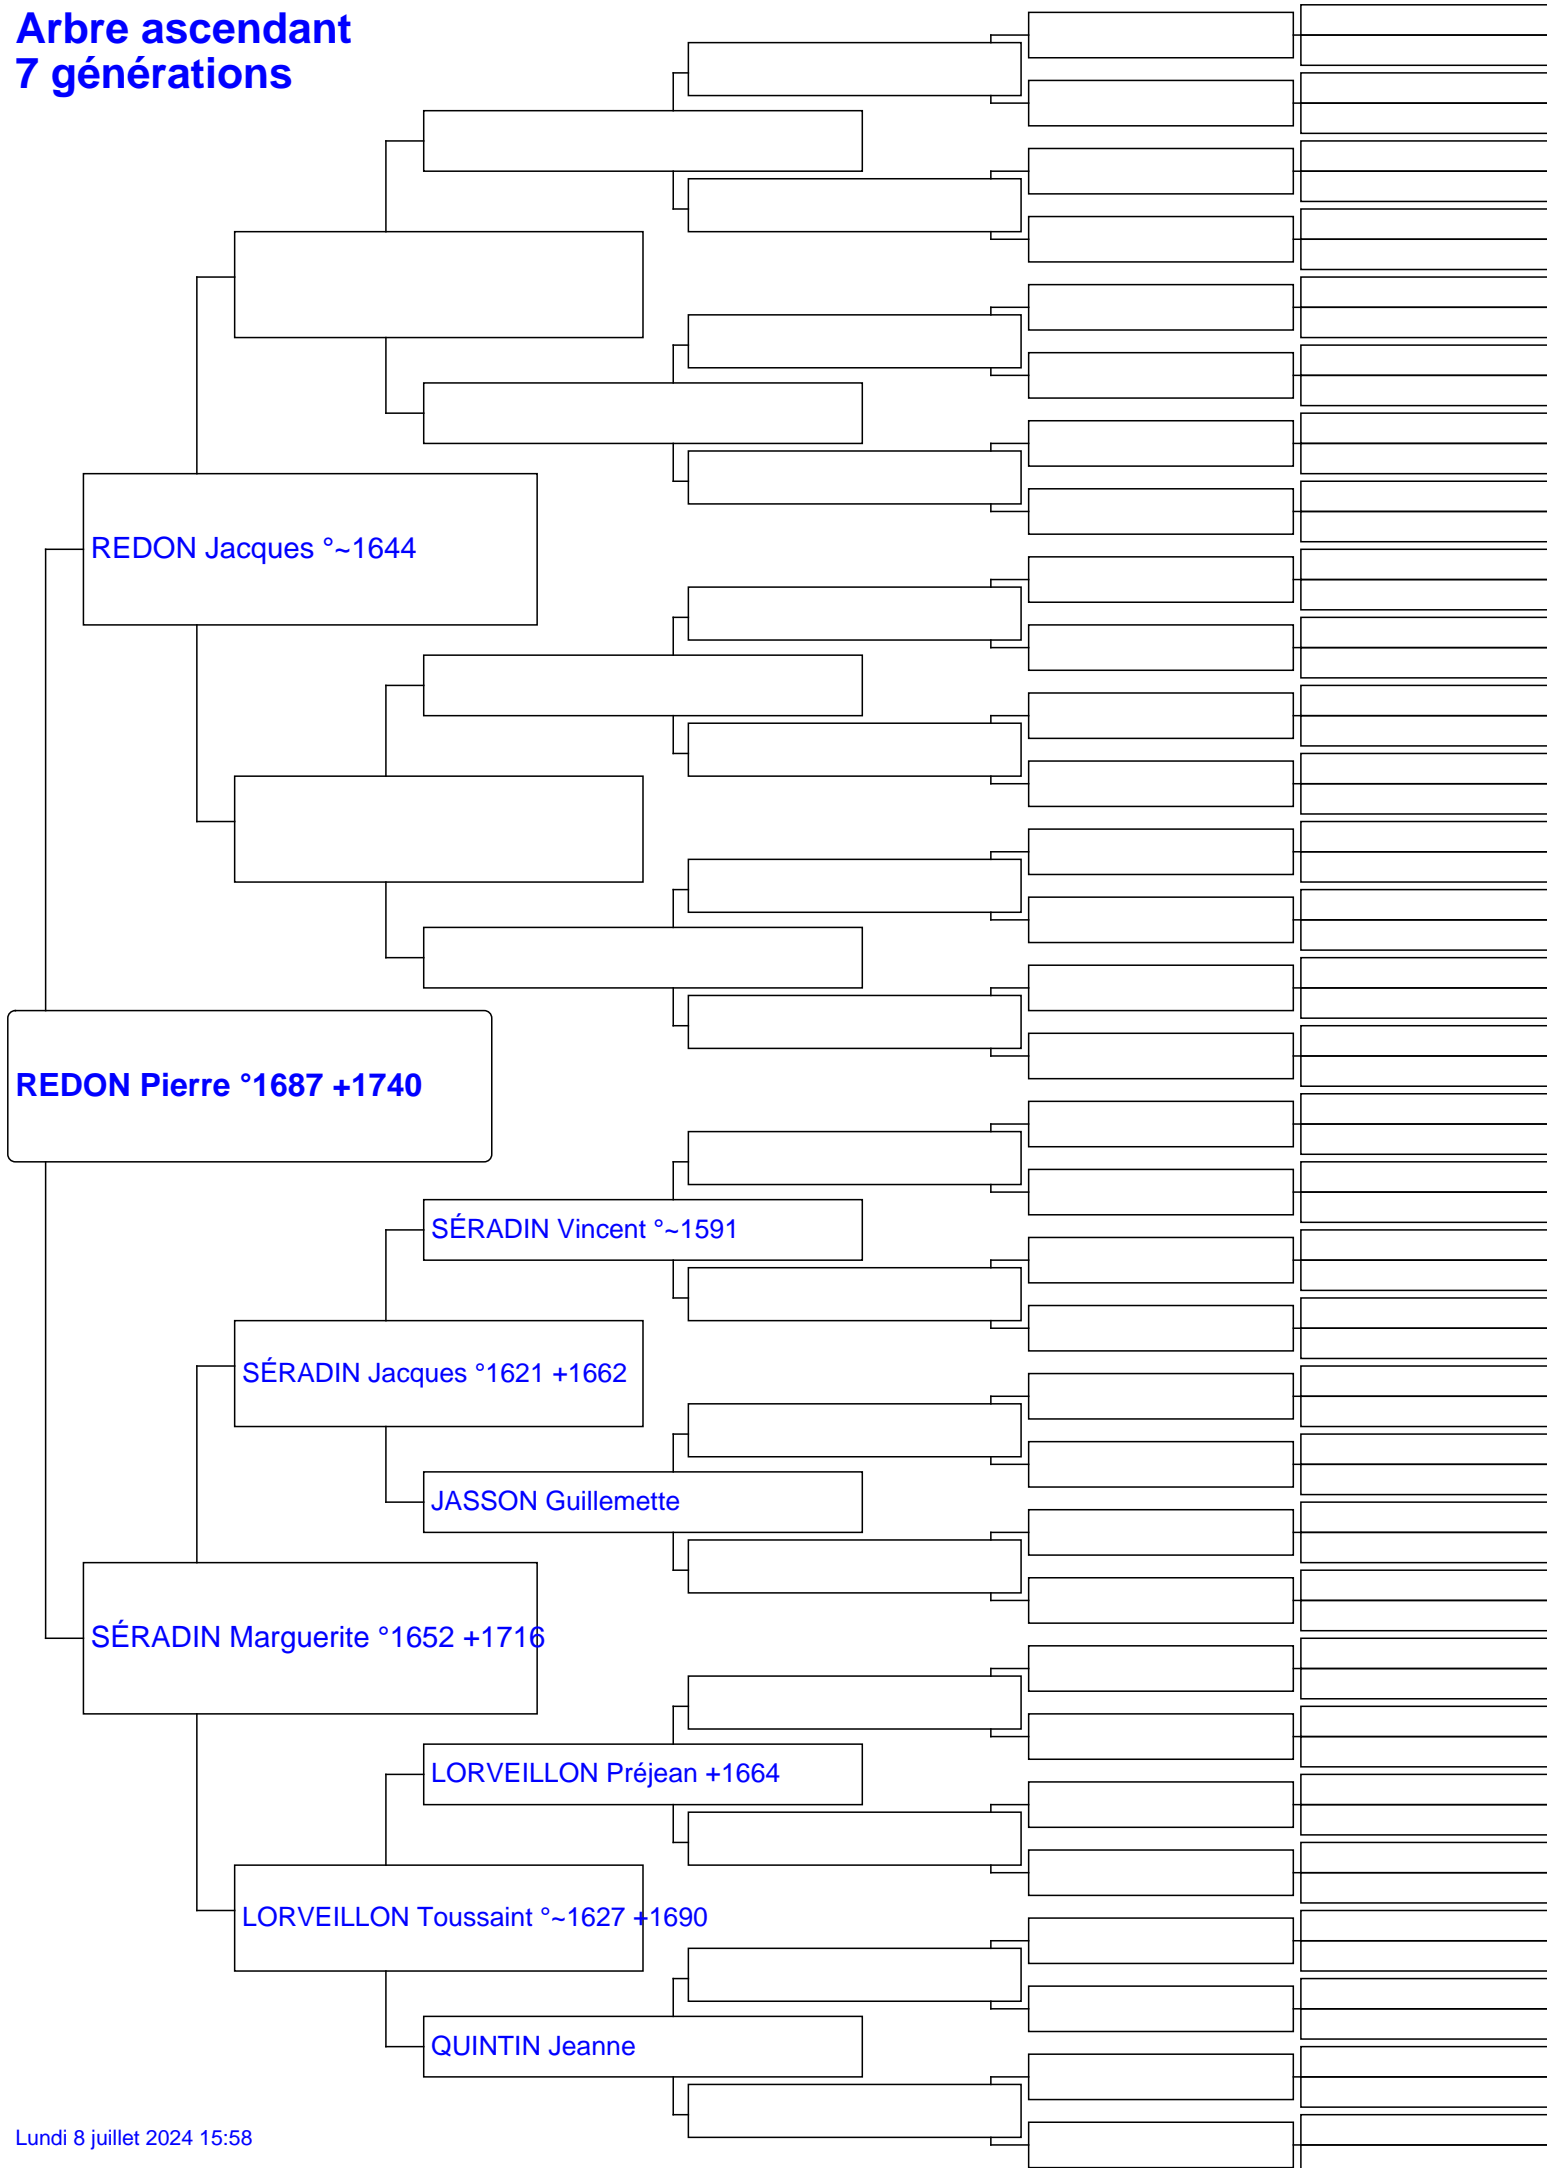 Arbre ascendant
7 générations
REDON Jacques °~1644
REDON Pierre °1687 +1740
SÉRADIN Vincent °~1591
SÉRADIN Jacques °1621 +1662
JASSON Guillemette
SÉRADIN Marguerite °1652 +1716
LORVEILLON Préjean +1664
LORVEILLON Toussaint °~1627 +1690
QUINTIN Jeanne
Lundi 8 juillet 2024 15:58